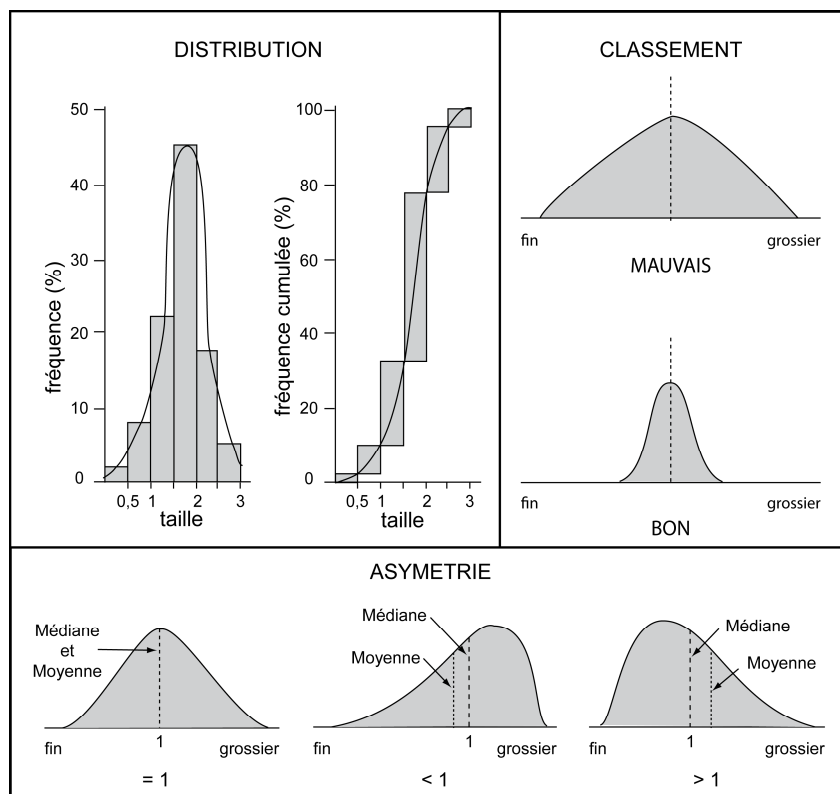 DISTRIBUTION
50
40
30
20
10
0
fréquence (%)
0,5 1 2 3
taille
100
80
60
40
20
0
fréquence cumulée (%)
0,5 1 2 3
taille
CLASSEMENT
fin grossier
MAUVAIS
fin grossier
BON
ASYMETRIE
Médiane
et
Moyenne
fin 1 grossier
= 1
Médiane
Moyenne
fin 1 grossier
< 1
Médiane
Moyenne
fin 1 grossier
> 1